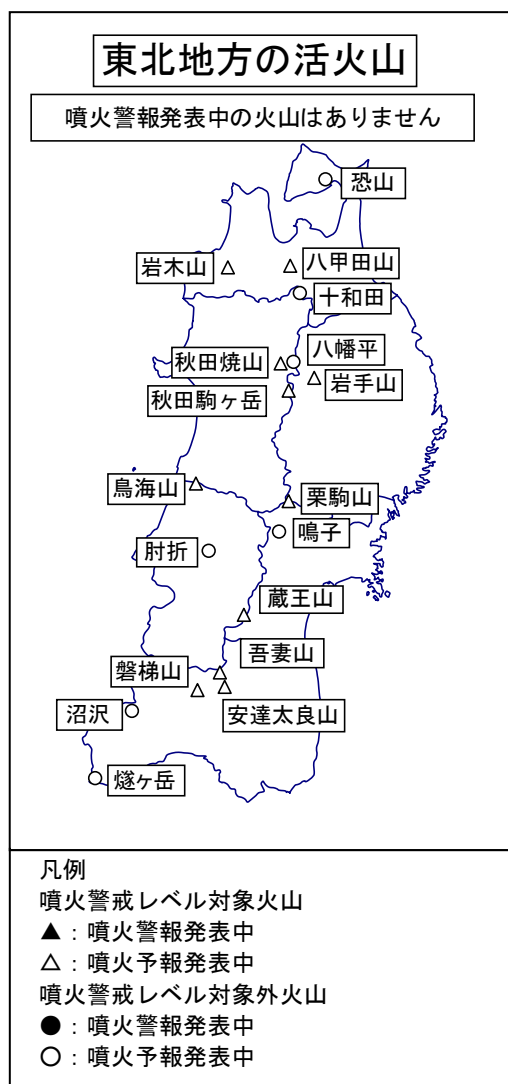 東北地方の活火山
噴火警報発表中の火山はありません
恐山
岩木山
八甲田山
十和田
八幡平
秋田焼山
岩手山
秋田駒ヶ岳
鳥海山
栗駒山
鳴子
肘折
蔵王山
吾妻山
磐梯山
安達太良山
沼沢
燧ヶ岳
凡例
噴火警戒レベル対象火山
▲：噴火警報発表中
△：噴火予報発表中
噴火警戒レベル対象外火山
●：噴火警報発表中
○：噴火予報発表中